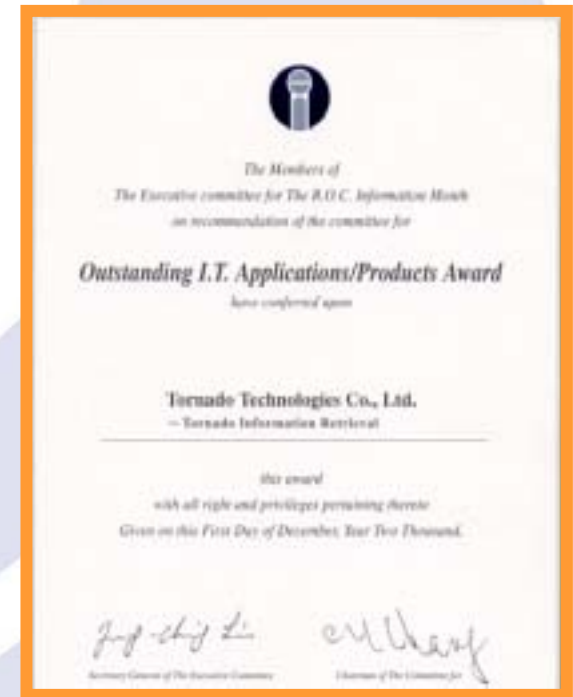 The Members of
The Executive committee for The R.O.C. Information Month
on recommendation of the committee for
Outstanding I.T. Applications/Products Award
have conferred upon
Tornado Technologies Co., Ltd.
— Tornado Information Retrieval
this award
with all right and privileges pertaining thereto
Given on this First Day of December, Year Two Thousand.
Secretary General of The Executive Committee
Chairman of The Committee for